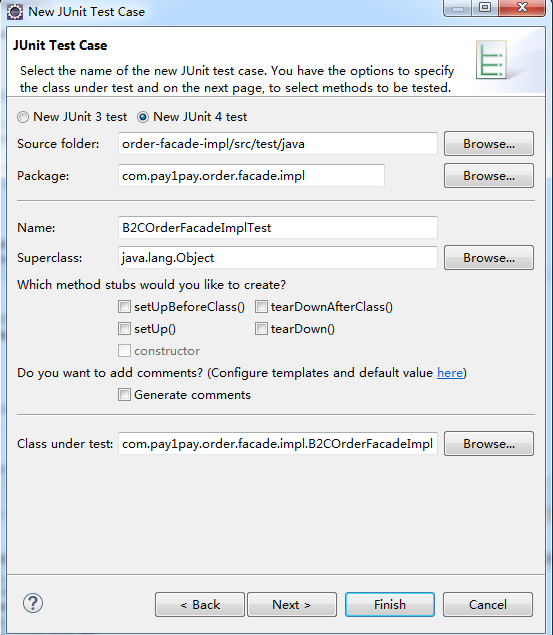 New JUnit Test Case
JUnit Test Case
Select the name of the new JUnit test case. You have the options to specify
the class under test and on the next page, to select methods to be tested.
New JUnit 3 test New JUnit 4 test
Source folder: order-facade-impl/src/test/java Browse...
Package: com.pay1pay.order.facade.impl Browse...
Name: B2COrderFacadeImplTest
Superclass: java.lang.Object Browse...
Which method stubs would you like to create?
setUpBeforeClass() tearDownAfterClass()
setUp() tearDown()
constructor
Do you want to add comments? (Configure templates and default value here)
Generate comments
Class under test: com.pay1pay.order.facade.impl.B2COrderFacadeImpl Browse...
? < Back Next > Finish Cancel